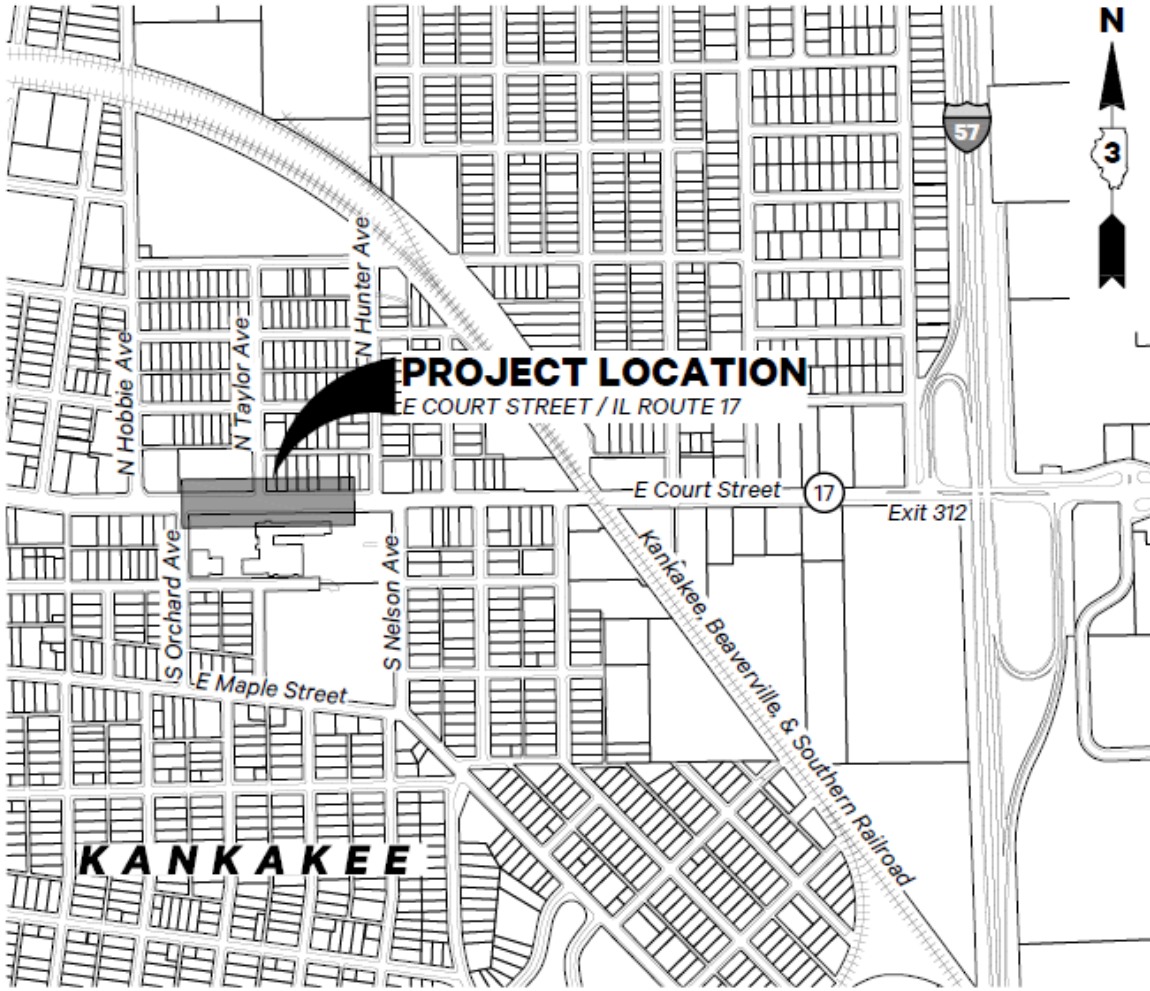 N
57
3
N Hunter Ave
N Taylor Ave
N Hobbie Ave
PROJECT LOCATION
E COURT STREET / IL ROUTE 17
E Court Street
17
Exit 312
S Orchard Ave
S Nelson Ave
Kankakee, Beaverville, & Southern Railroad
E Maple Street
KANKAKEE